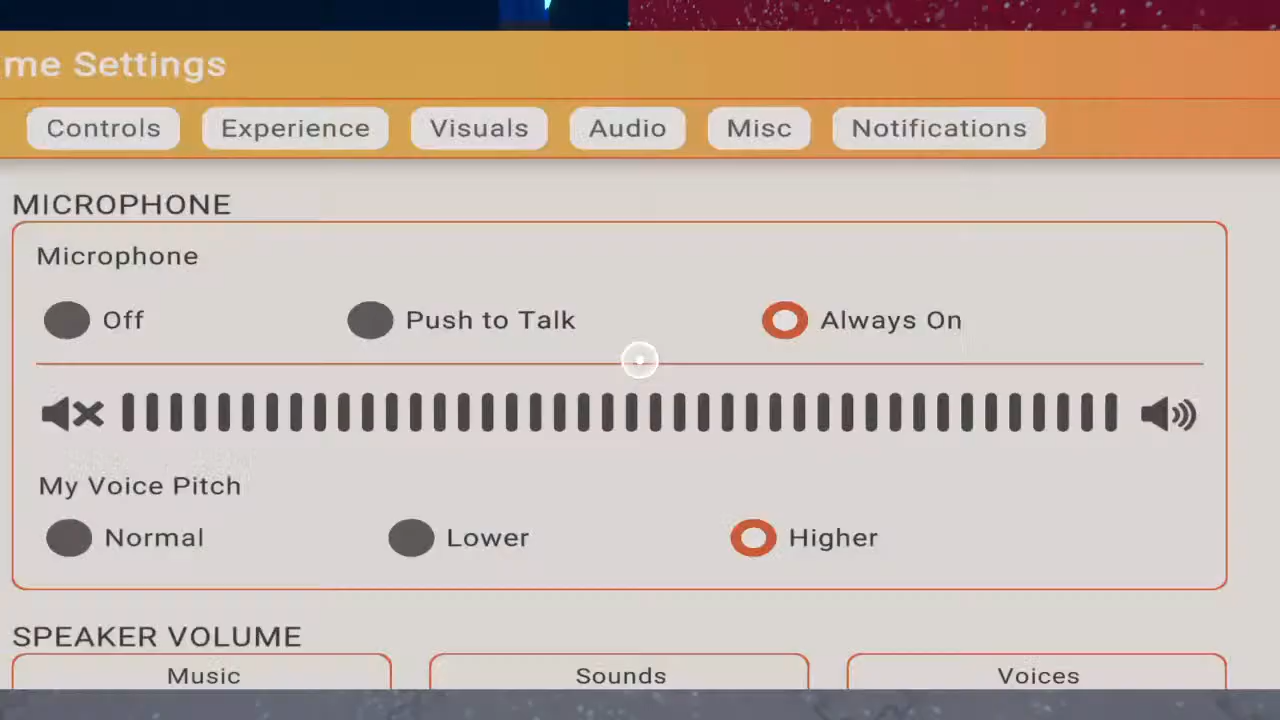 me Settings
Controls Experience Visuals Audio Misc Notifications
MICROPHONE
Microphone
Off Push to Talk Always On
My Voice Pitch
Normal Lower Higher
SPEAKER VOLUME
Music Sounds Voices